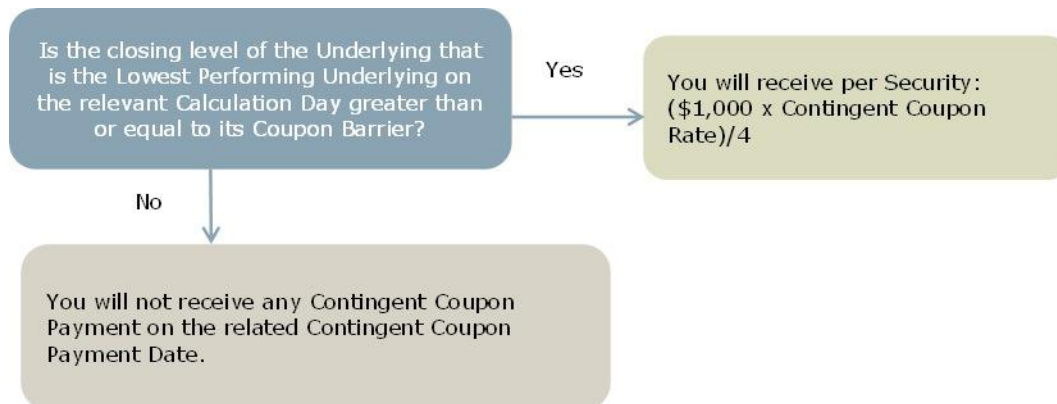 Is the closing level of the Underlying that
is the Lowest Performing Underlying on
the relevant Calculation Day greater than
or equal to its Coupon Barrier?
Yes
You will receive per Security:
($1,000 x Contingent Coupon
Rate)/4
No
You will not receive any Contingent Coupon
Payment on the related Contingent Coupon
Payment Date.